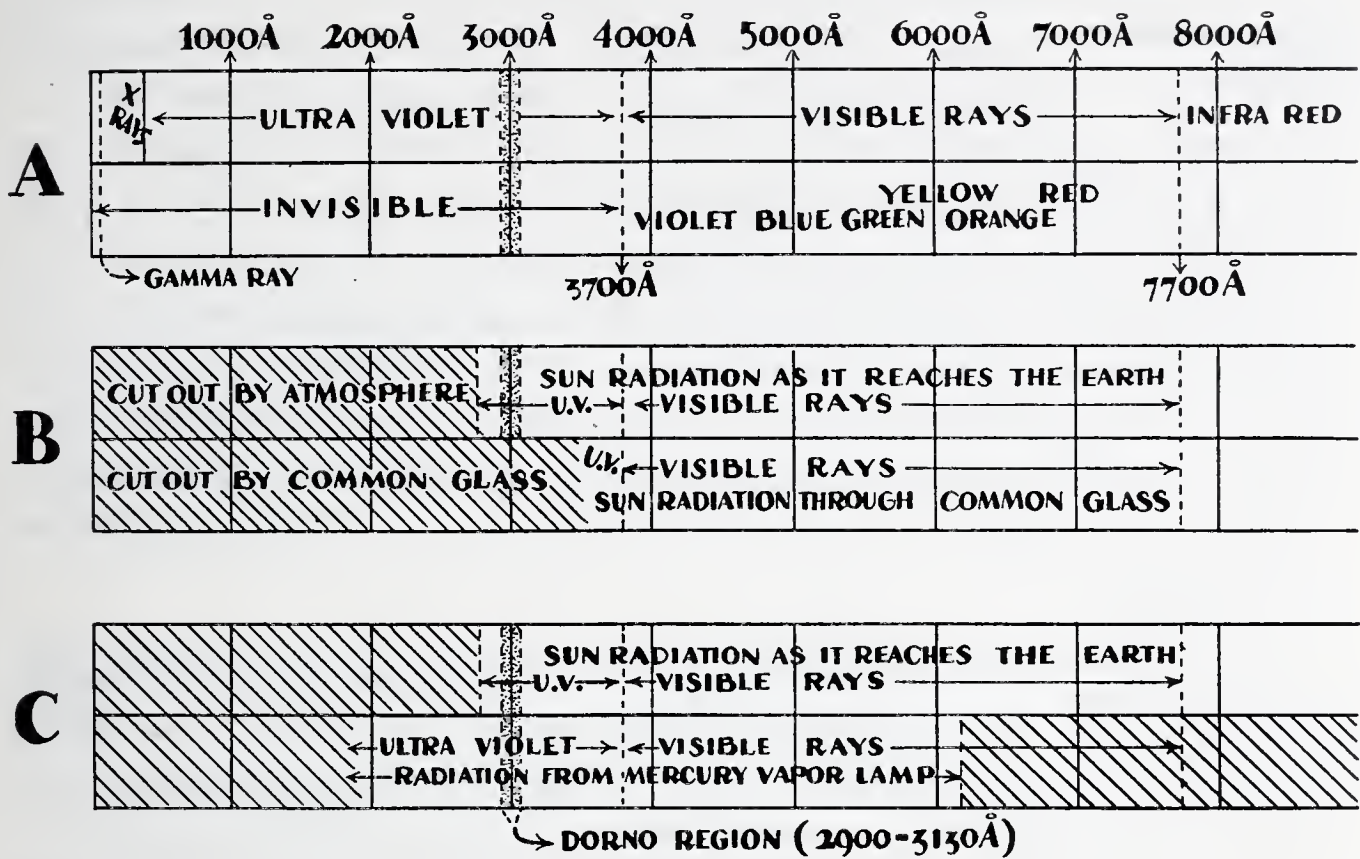 1000Å 2000Å 3000Å 4000Å 5000Å 6000Å 7000Å 8000Å
A
X RAYS
ULTRA VIOLET
VISIBLE RAYS
INFRA RED
INVISIBLE
YELLOW RED
VIOLET BLUE GREEN ORANGE
GAMMA RAY
3700Å
7700Å
B
CUT OUT BY ATMOSPHERE
SUN RADIATION AS IT REACHES THE EARTH
U.V. VISIBLE RAYS
CUT OUT BY COMMON GLASS
U.V. VISIBLE RAYS
SUN RADIATION THROUGH COMMON GLASS
C
SUN RADIATION AS IT REACHES THE EARTH
U.V. VISIBLE RAYS
ULTRA VIOLET VISIBLE RAYS
RADIATION FROM MERCURY VAPOR LAMP
DORNO REGION (2900-3130Å)